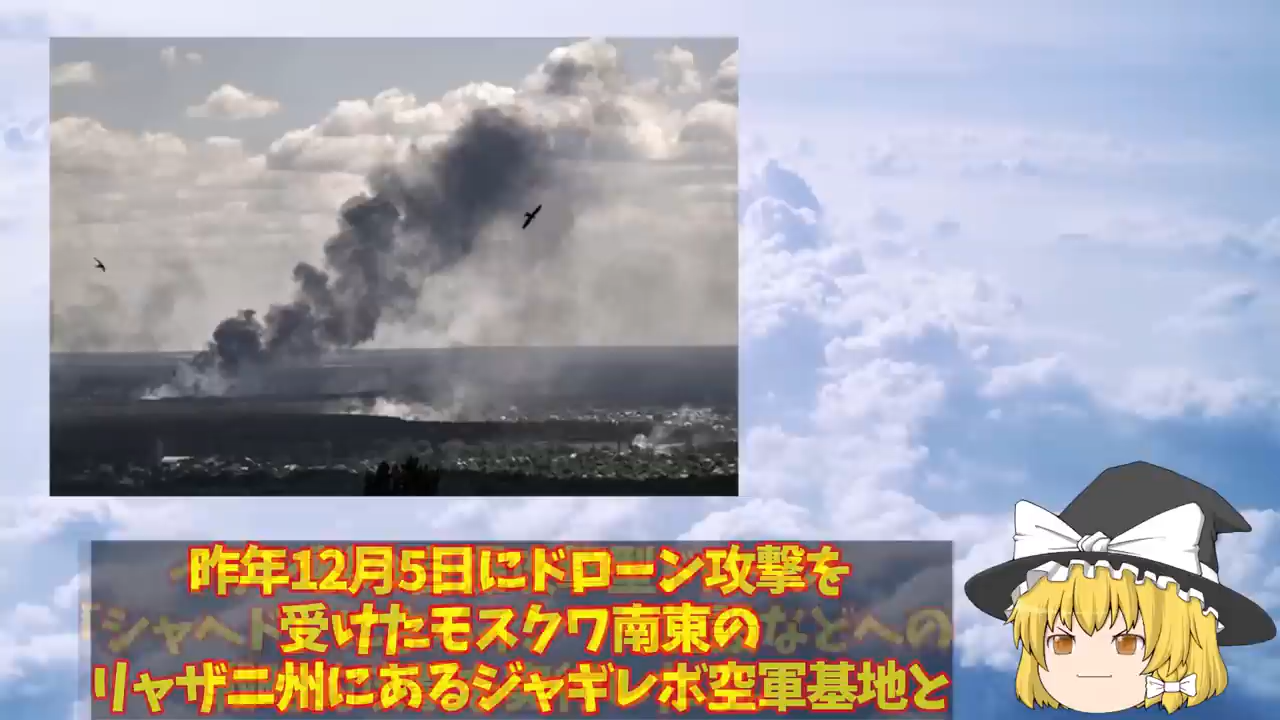 昨年12月5日にドローン攻撃を
受けたモスクワ南東の
リャザニ州にあるジャギレボ空軍基地と